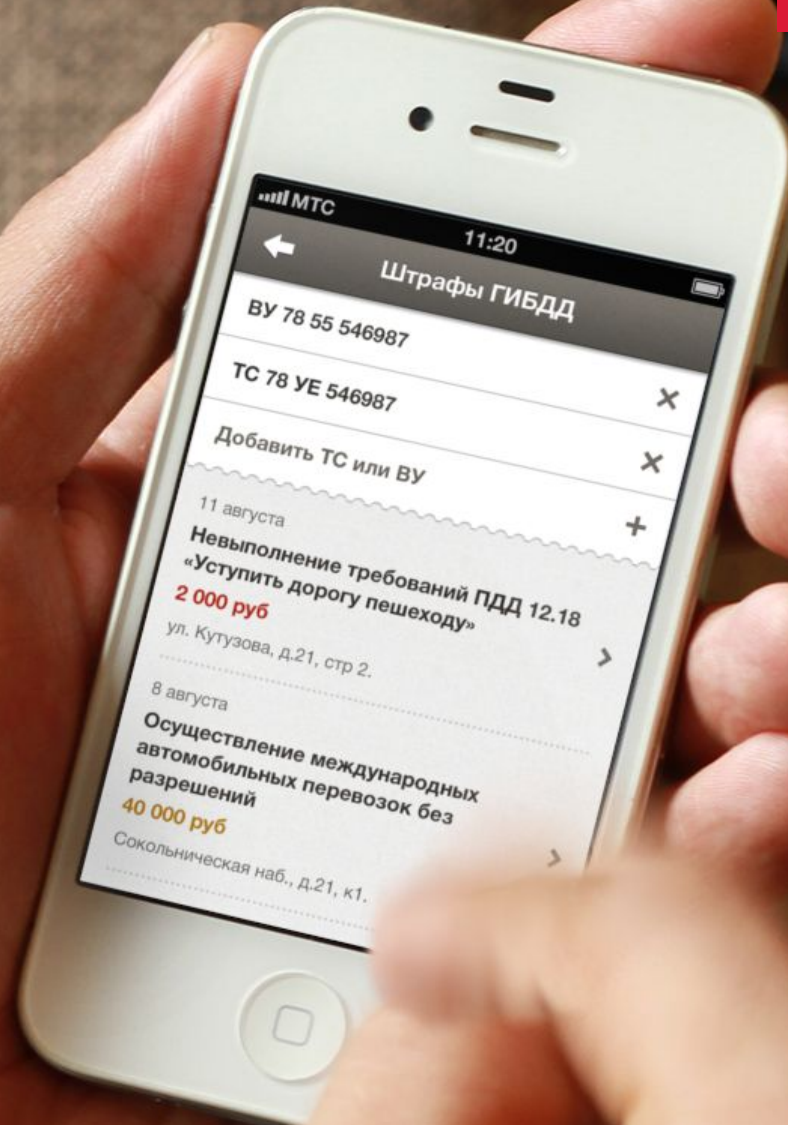 МТС
11:20
Штрафы ГИБДД
ВУ 78 55 546987
ТС 78 УЕ 546987
Добавить ТС или ВУ
11 августа
Невыполнение требований ПДД 12.18
«Уступить дорогу пешеходу»
2 000 руб
ул. Кутузова, д.21, стр 2.
8 августа
Осуществление международных
автомобильных перевозок без
разрешений
40 000 руб
Сокольническая наб., д.21, к1.